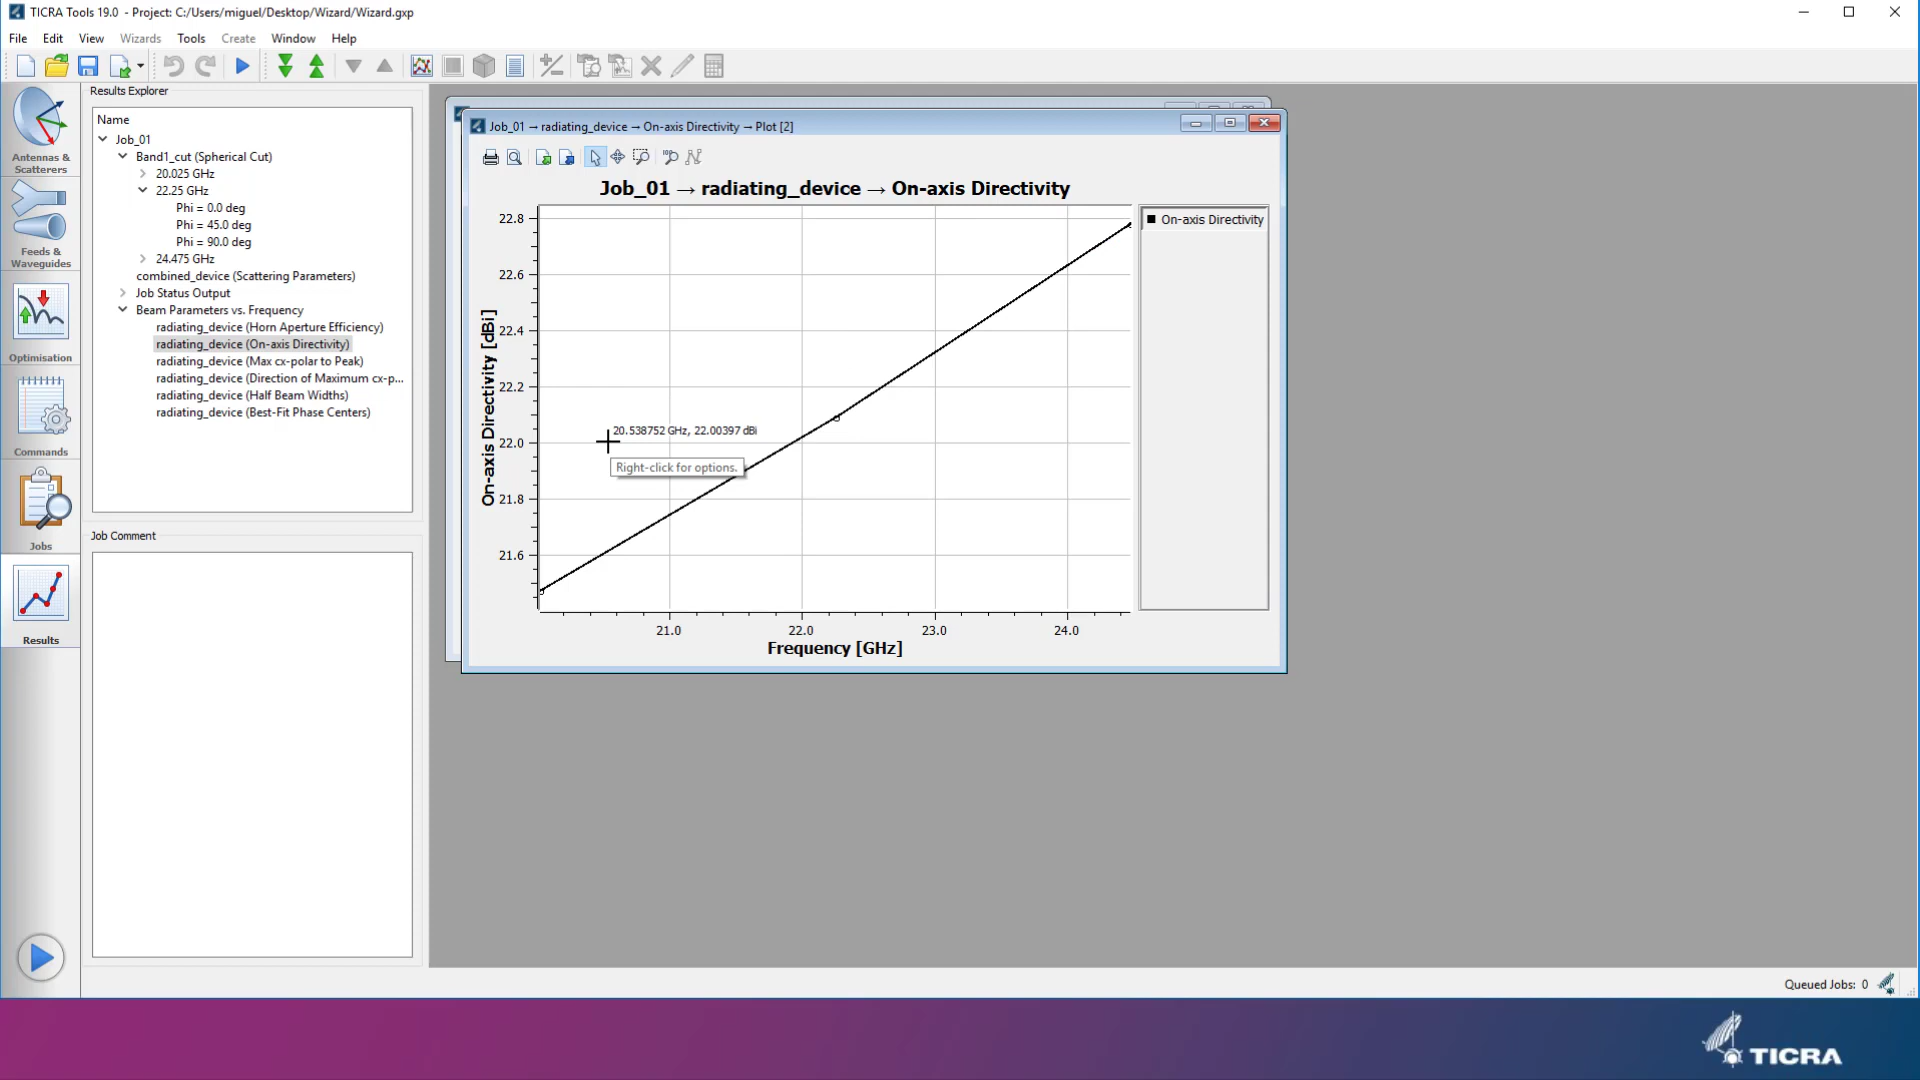 TICRA Tools 19.0 - Project: C:/Users/miguel/Desktop/Wizard/Wizard.gxp
File Edit View Wizards Tools Create Window Help
Antennas &
Scatterers
Feeds &
Waveguides
Optimisation
Commands
Jobs
Results
Results Explorer
Name
Job_01
Band1_cut (Spherical Cut)
20.025 GHz
22.25 GHz
Phi = 0.0 deg
Phi = 45.0 deg
Phi = 90.0 deg
24.475 GHz
combined_device (Scattering Parameters)
Job Status Output
Beam Parameters vs. Frequency
radiating_device (Horn Aperture Efficiency)
radiating_device (On-axis Directivity)
radiating_device (Max cx-polar to Peak)
radiating_device (Direction of Maximum cx-p...
radiating_device (Half Beam Widths)
radiating_device (Best-Fit Phase Centers)
Job Comment
Job_01 → radiating_device → On-axis Directivity → Plot [2]
Job_01 → radiating_device → On-axis Directivity
On-axis Directivity
On-axis Directivity [dBi]
22.8
22.6
22.4
22.2
22.0
21.8
21.6
20.538752 GHz, 22.00397 dBi
Right-click for options.
21.0 22.0 23.0 24.0
Frequency [GHz]
Queued Jobs: 0
TICRA